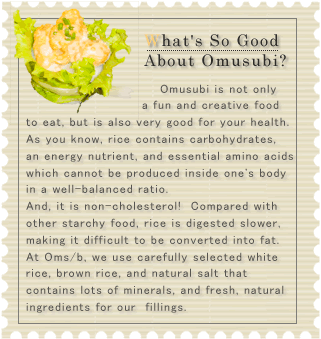 What's So Good
About Omusubi?
Omusubi is not only
a fun and creative food
to eat, but is also very good for your health.
As you know, rice contains carbohydrates,
an energy nutrient, and essential amino acids
which cannot be produced inside one's body
in a well-balanced ratio.
And, it is non-cholesterol! Compared with
other starchy food, rice is digested slower,
making it difficult to be converted into fat.
At Oms/b, we use carefully selected white
rice, brown rice, and natural salt that
contains lots of minerals, and fresh, natural
ingredients for our fillings.